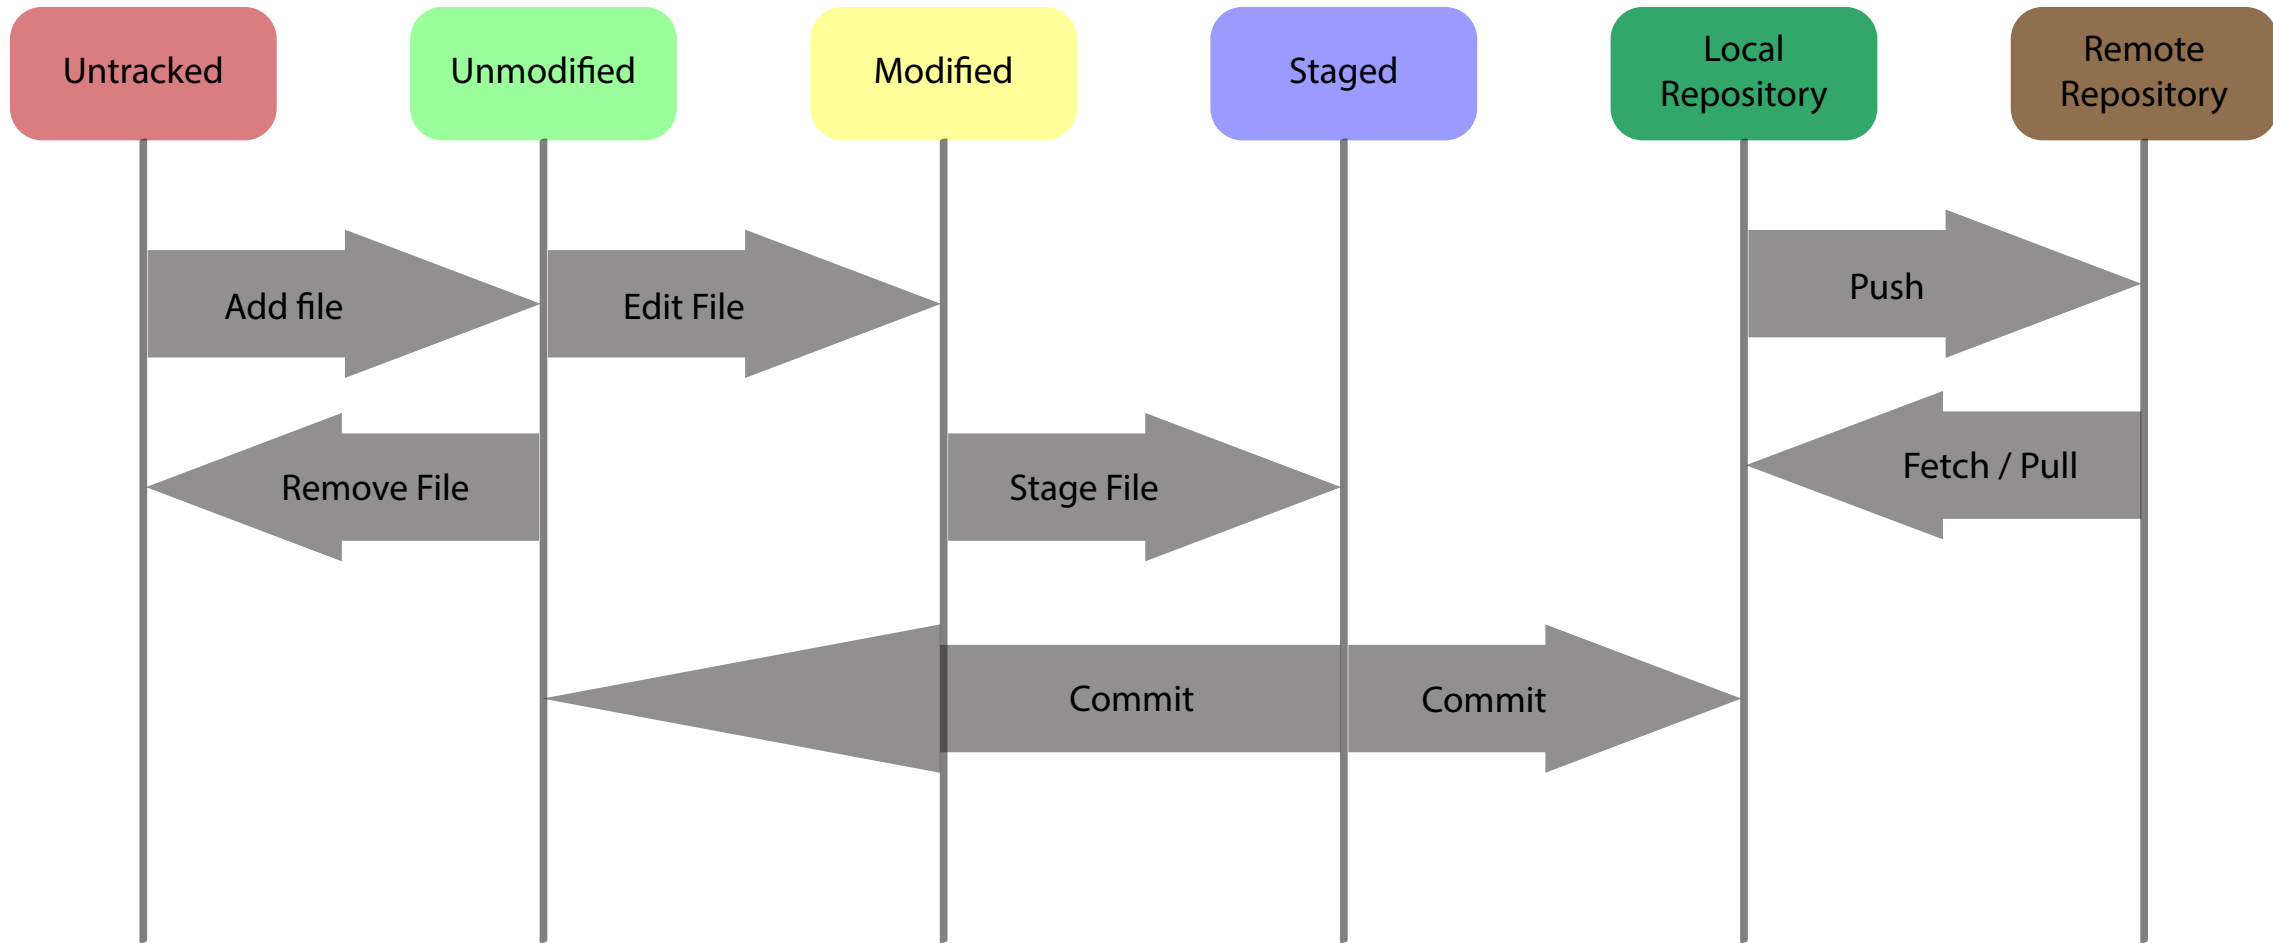 Untracked
Unmodified
Modified
Staged
Local
Repository
Remote
Repository
Add file
Edit File
Push
Remove File
Stage File
Fetch / Pull
Commit
Commit